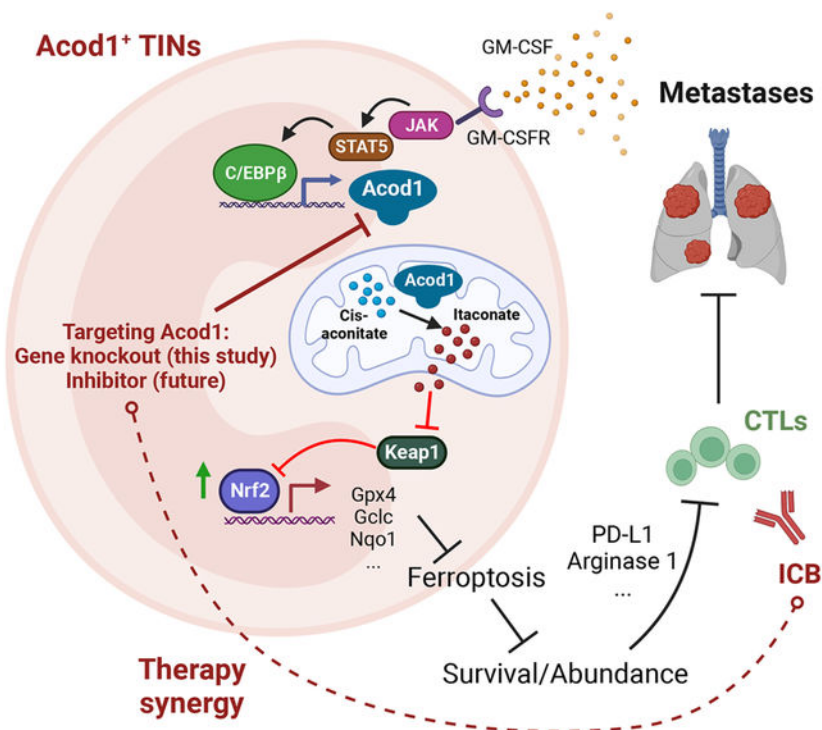 Acod1⁺ TINs
GM-CSF
GM-CSFR
JAK
STAT5
C/EBPβ
Acod1
Metastases
Acod1
Cis-
aconitate
Itaconate
Targeting Acod1:
Gene knockout (this study)
Inhibitor (future)
Keap1
Nrf2
Gpx4
Gclc
Nqo1
...
Ferroptosis
Survival/Abundance
PD-L1
Arginase 1
...
CTLs
ICB
Therapy
synergy